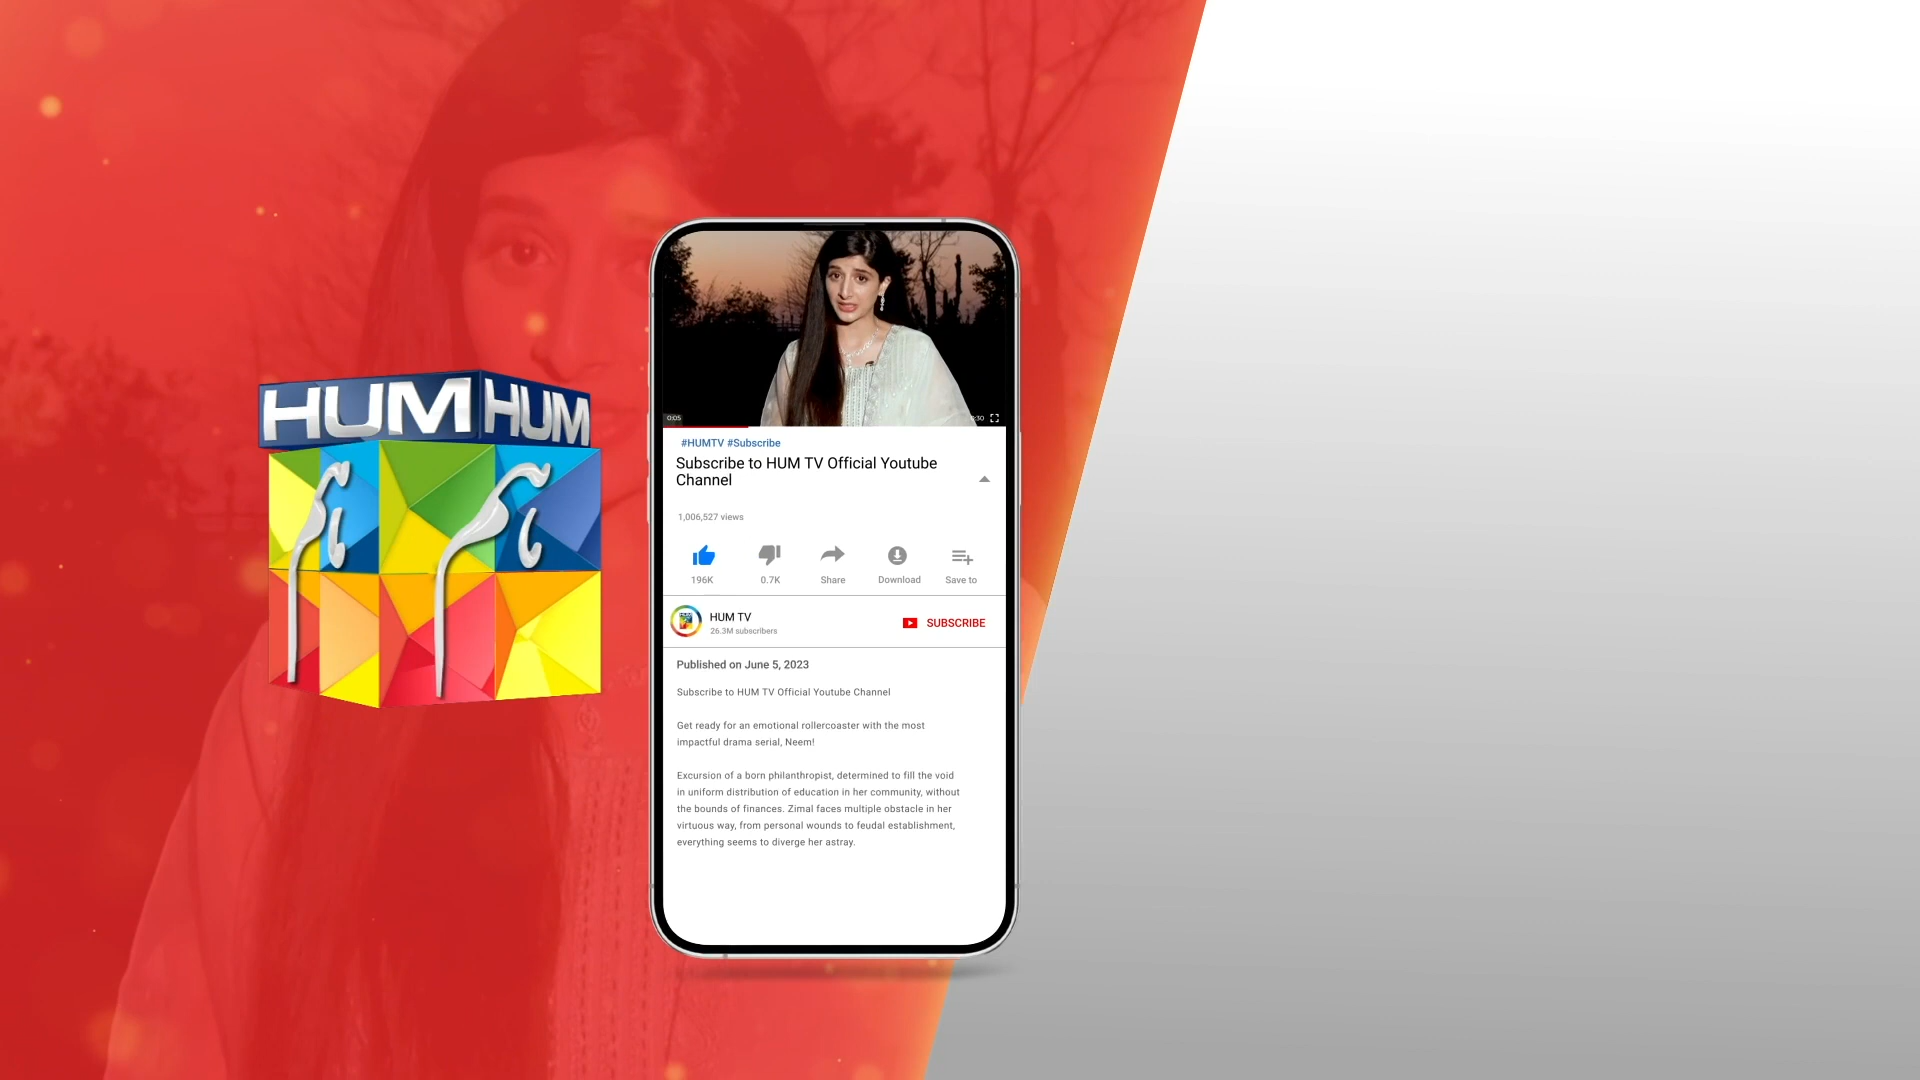 HUM HUM
ہم ہم
0:05
:30
#HUMTV #Subscribe
Subscribe to HUM TV Official Youtube
Channel
1,006,527 views
196K 0.7K Share Download Save to
HUM TV
26.3M subscribers
SUBSCRIBE
Published on June 5, 2023
Subscribe to HUM TV Official Youtube Channel
Get ready for an emotional rollercoaster with the most
impactful drama serial, Neem!
Excursion of a born philanthropist, determined to fill the void
in uniform distribution of education in her community, without
the bounds of finances. Zimal faces multiple obstacle in her
virtuous way, from personal wounds to feudal establishment,
everything seems to diverge her astray.